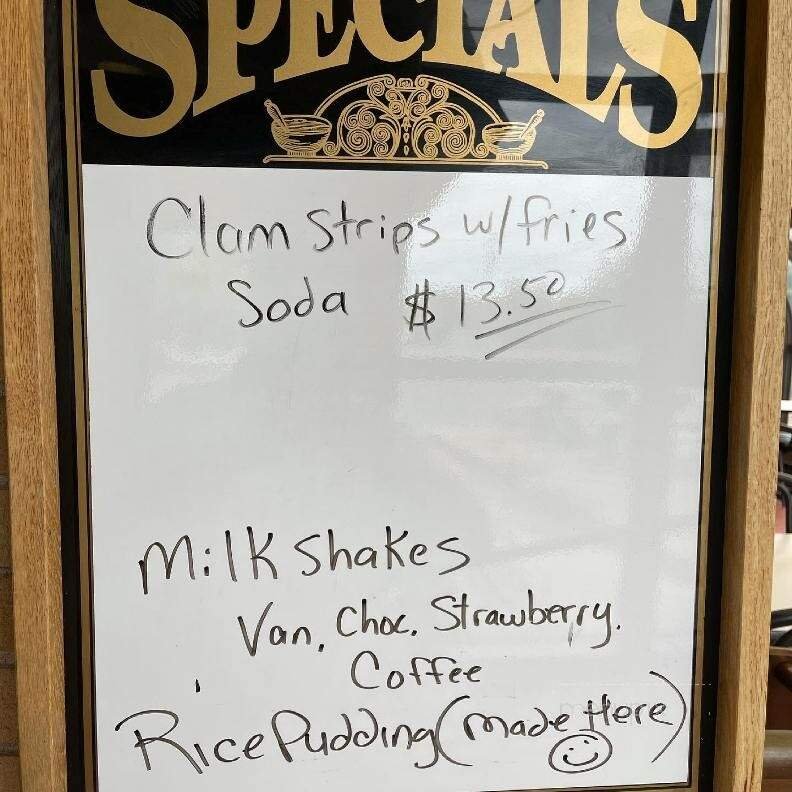 SPECIALS
Clam Strips w/fries
Soda $13.50
Milk Shakes
Van, Choc. Strawberry.
Coffee
Rice Pudding (made Here)